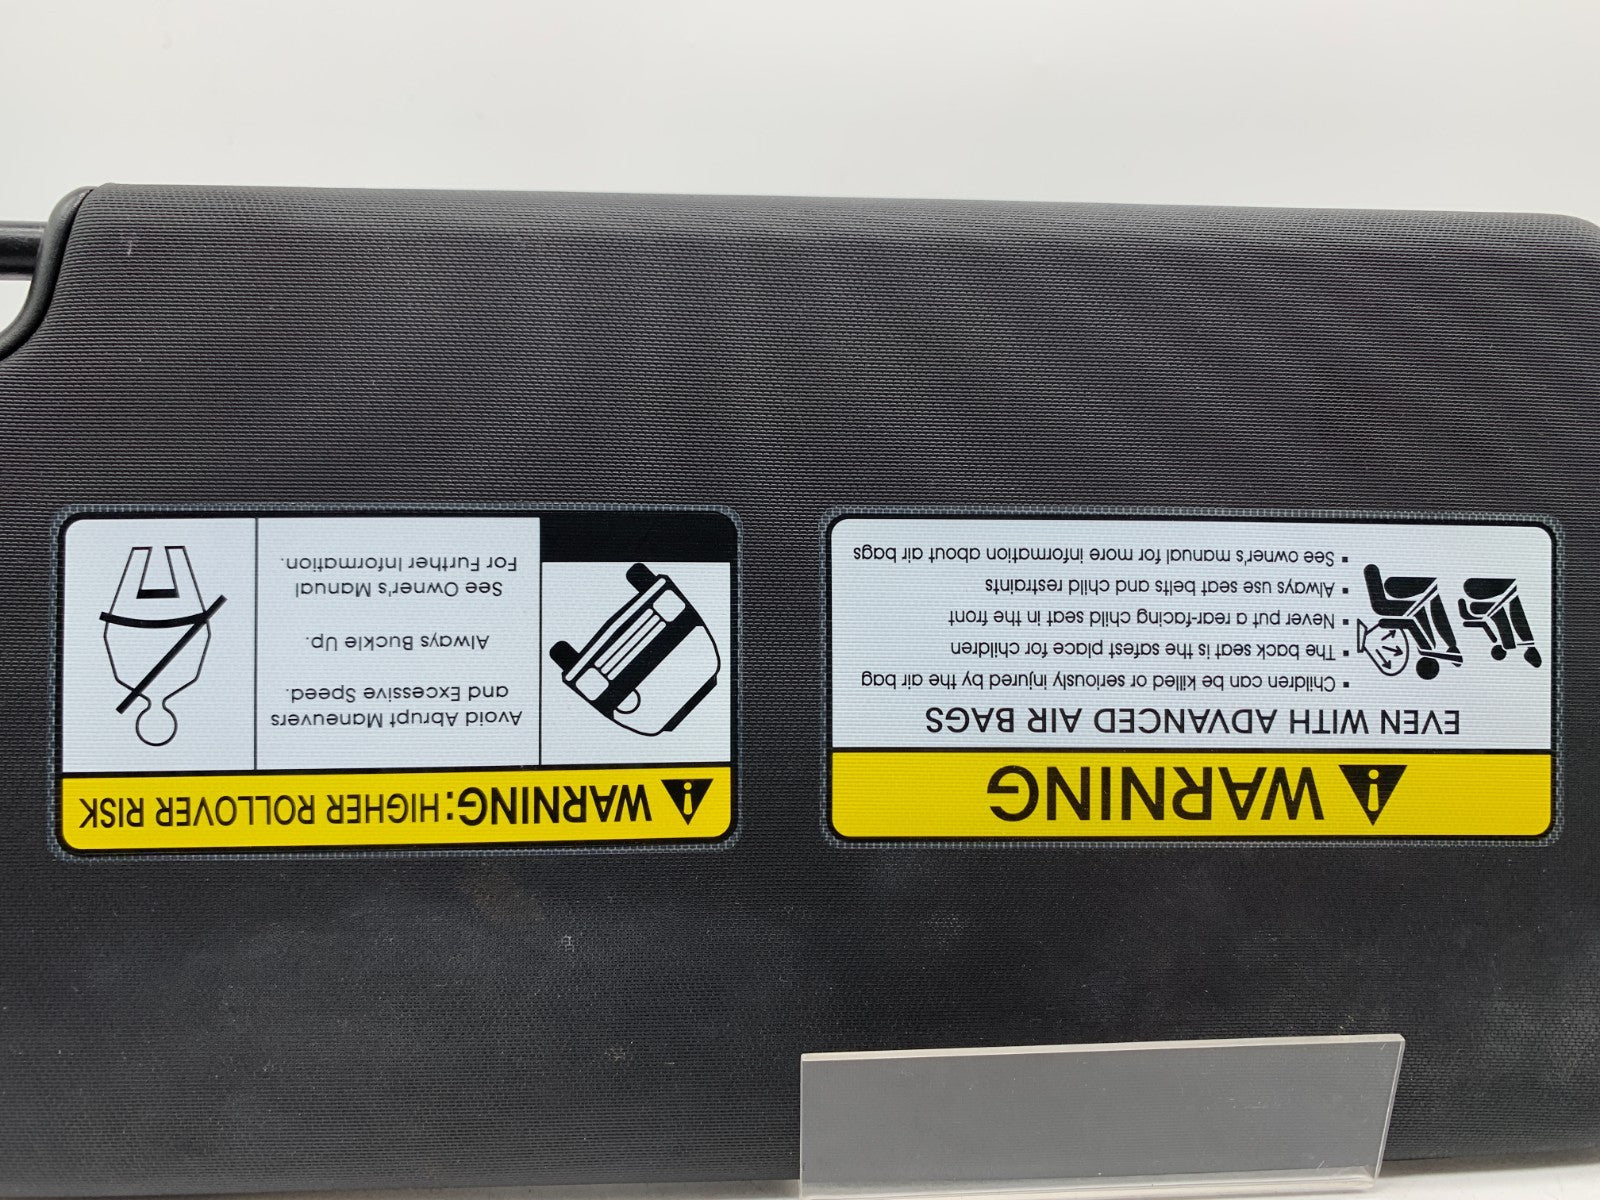 WARNING
EVEN WITH ADVANCED AIR BAGS
▪ Children can be killed or seriously injured by the air bag
▪ The back seat is the safest place for children
▪ Never put a rear-facing child seat in the front
▪ Always use seat belts and child restraints
▪ See owner's manual for more information about air bags
WARNING: HIGHER ROLLOVER RISK
Avoid Abrupt Maneuvers
and Excessive Speed.
Always Buckle Up.
See Owner's Manual
For Further Information.